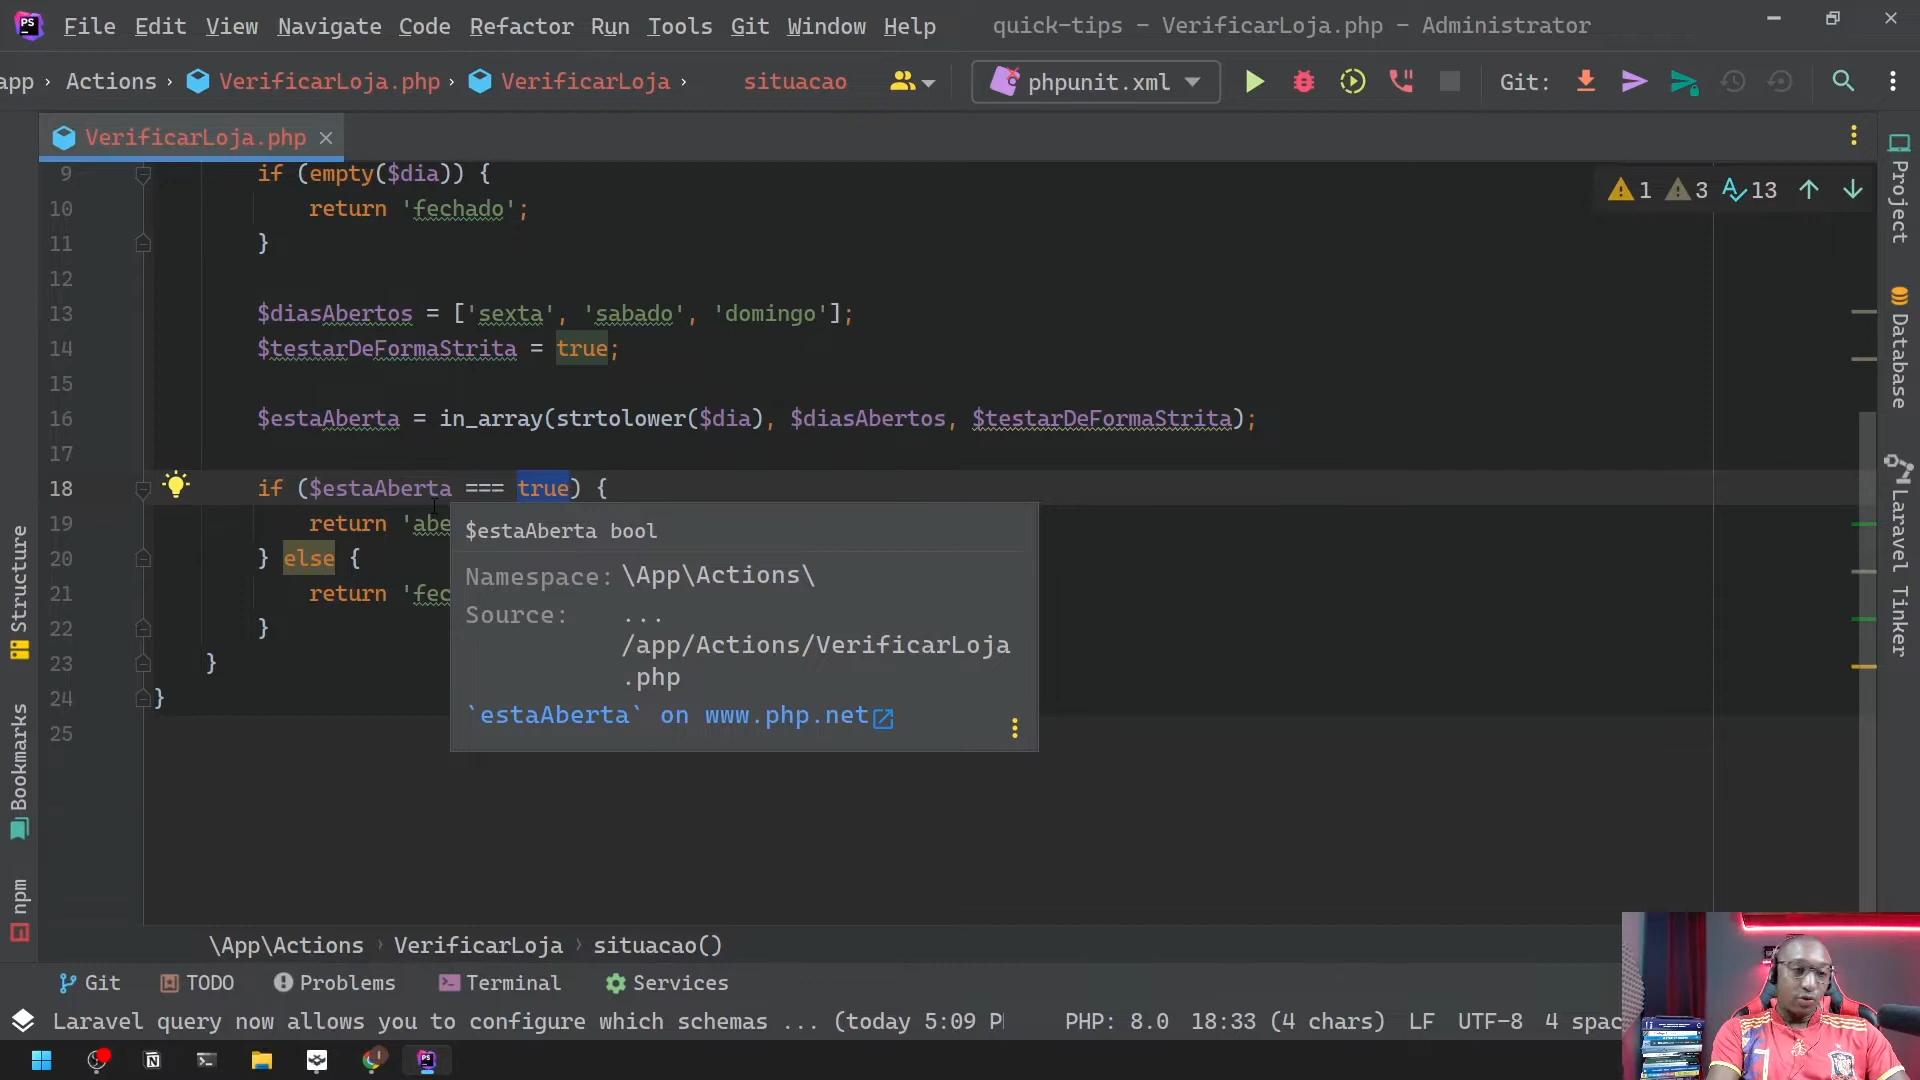 PS File Edit View Navigate Code Refactor Run Tools Git Window Help quick-tips – VerificarLoja.php – Administrator
app › Actions › VerificarLoja.php › VerificarLoja › situacao phpunit.xml Git:
VerificarLoja.php
1 3 13
9 if (empty($dia)) {
10 return 'fechado';
11 }
12
13 $diasAbertos = ['sexta', 'sabado', 'domingo'];
14 $testarDeFormaStrita = true;
15
16 $estaAberta = in_array(strtolower($dia), $diasAbertos, $testarDeFormaStrita);
17
18 if ($estaAberta === true) {
19 return 'abe
20 } else {
21 return 'fec
22 }
23 }
24 }
25
$estaAberta bool
Namespace: \App\Actions\
Source: ...
/app/Actions/VerificarLoja
.php
`estaAberta` on www.php.net
Structure
Bookmarks
npm
Project
Database
Laravel Tinker
\App\Actions › VerificarLoja › situacao()
Git TODO Problems Terminal Services
Laravel query now allows you to configure which schemas ... (today 5:09 P PHP: 8.0 18:33 (4 chars) LF UTF-8 4 spac